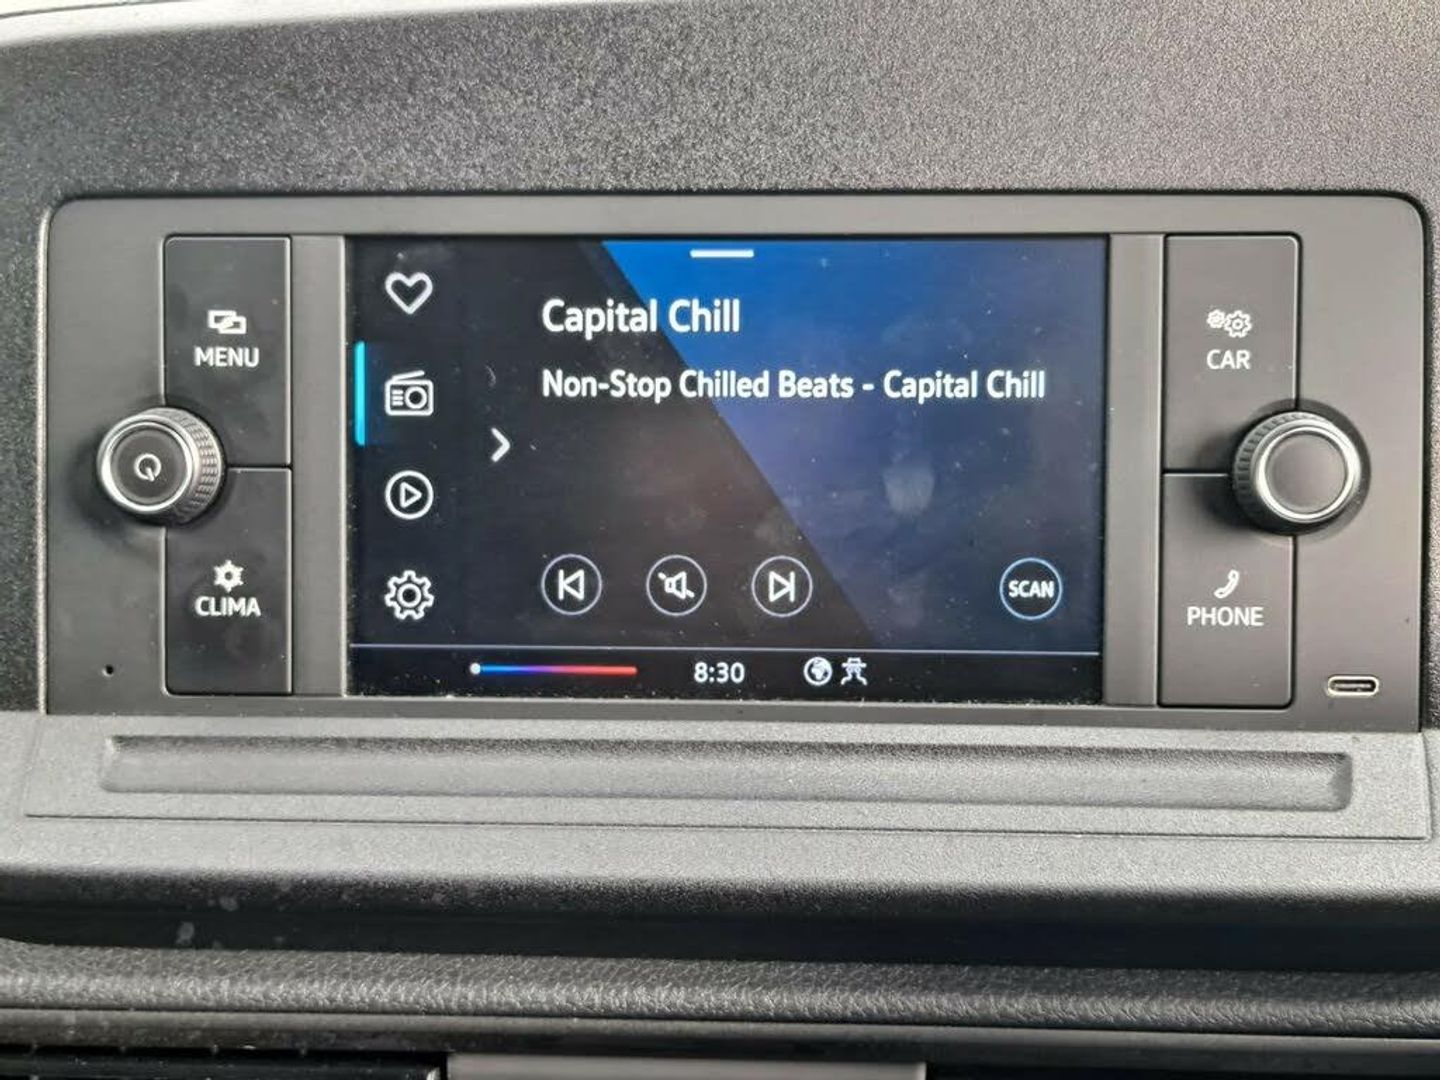 MENU
CLIMA
Capital Chill
Non-Stop Chilled Beats - Capital Chill
SCAN
8:30
CAR
PHONE